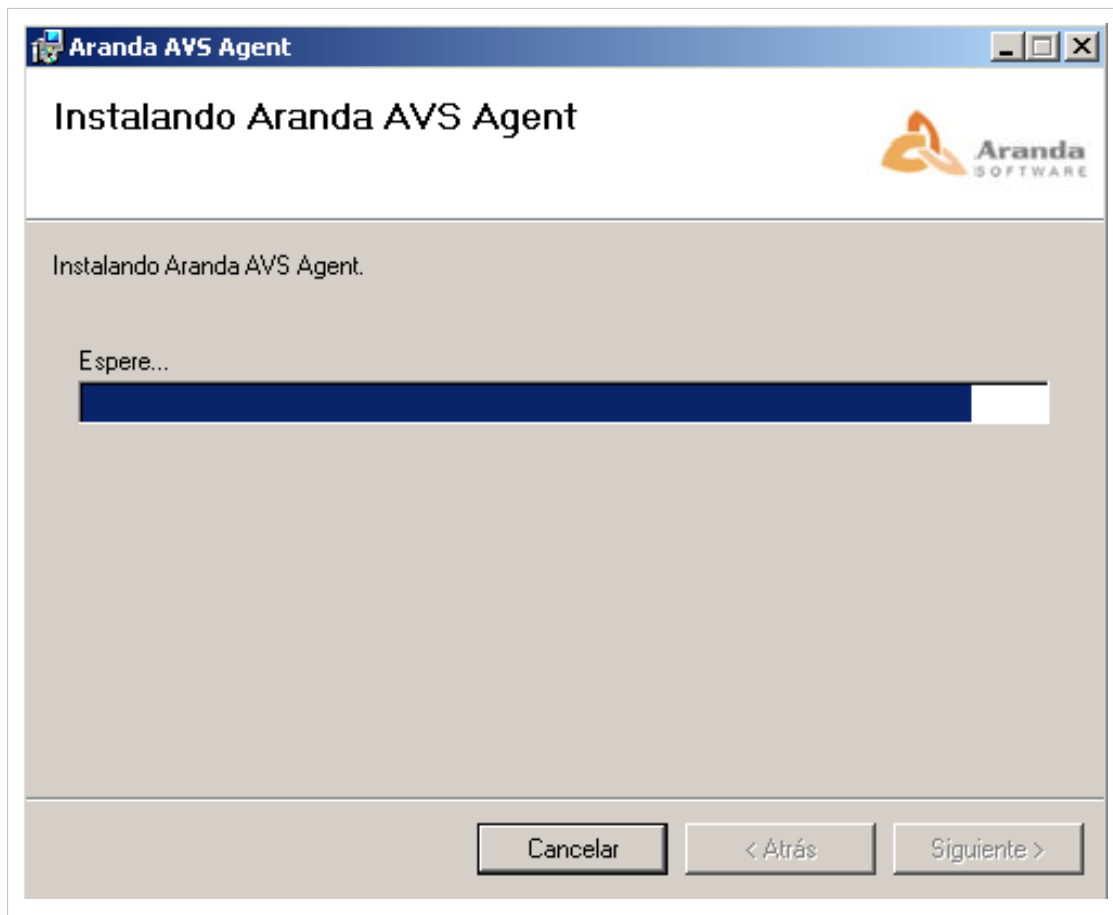 Aranda AVS Agent
Instalando Aranda AVS Agent
Aranda
SOFTWARE
Instalando Aranda AVS Agent.
Espere...
Cancelar
< Atrás
Siguiente >